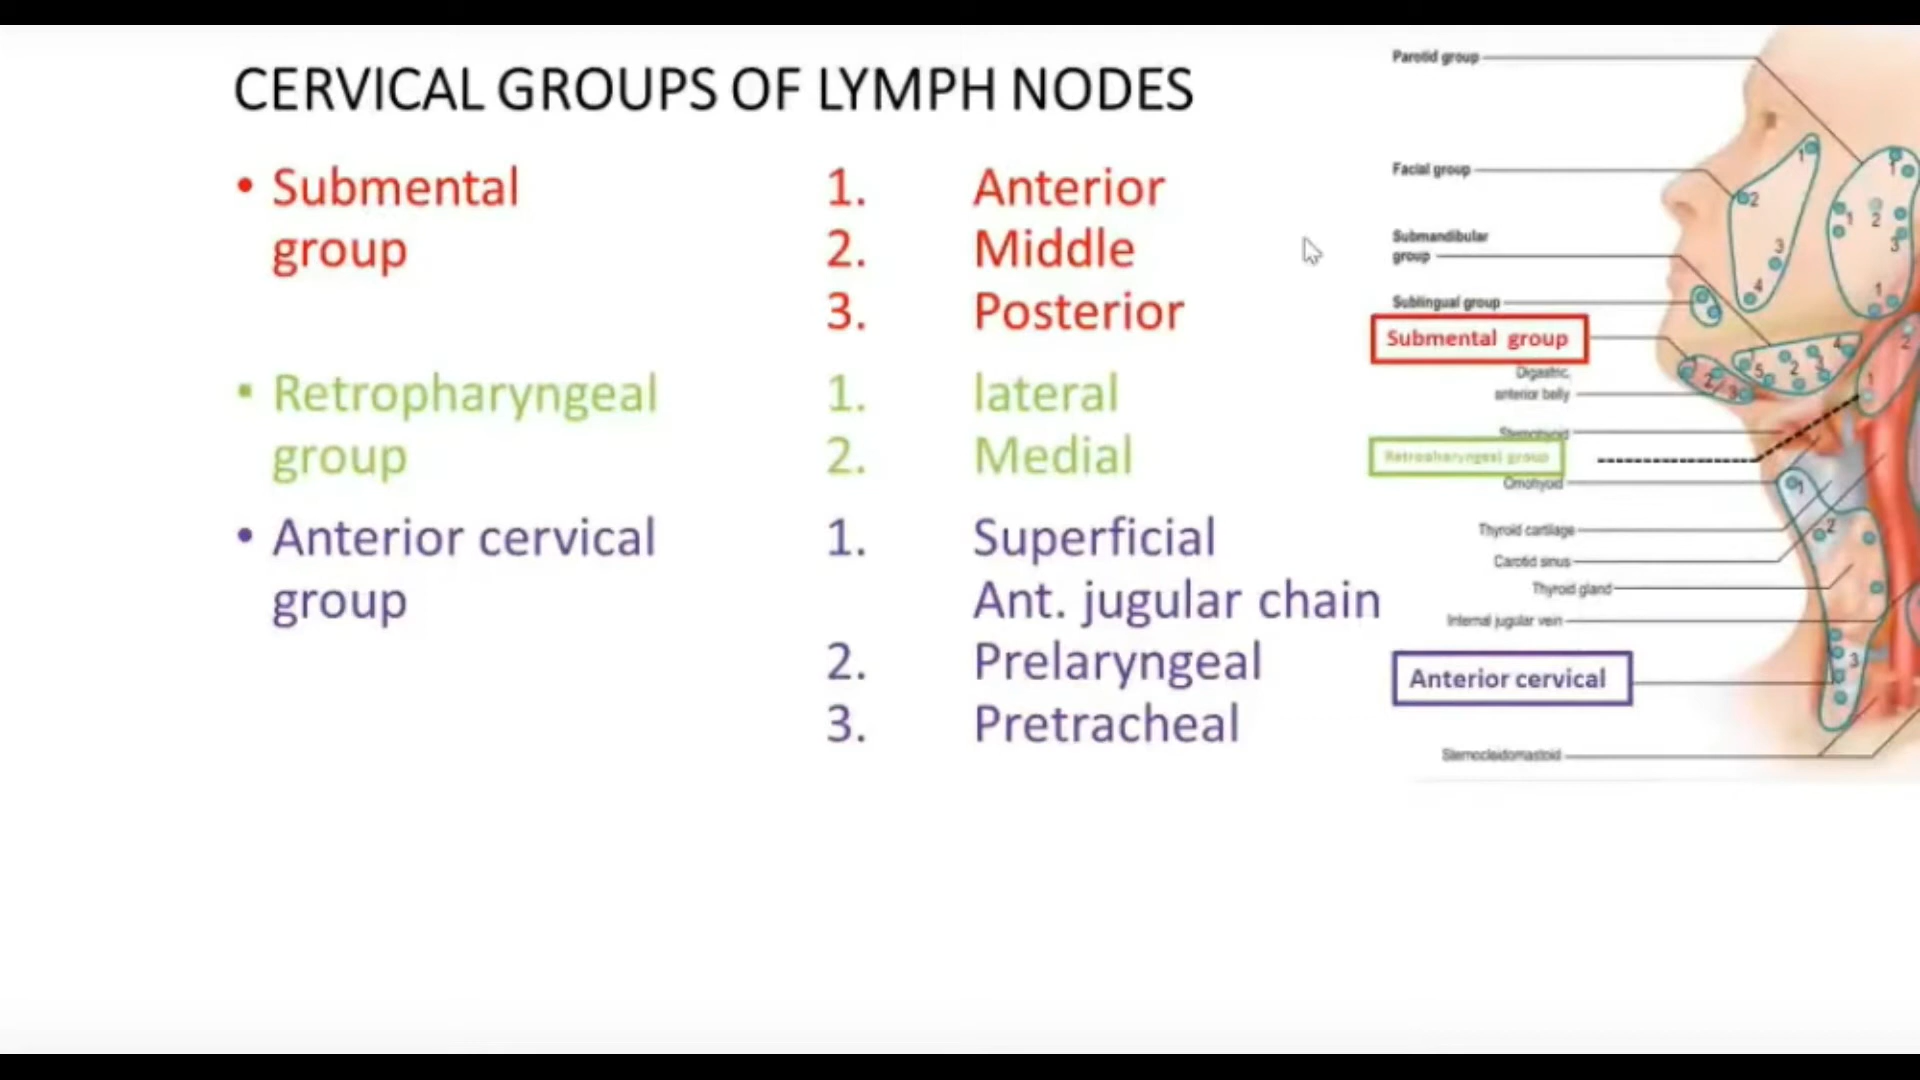 CERVICAL GROUPS OF LYMPH NODES
• Submental
group
1. Anterior
2. Middle
3. Posterior
▪ Retropharyngeal
group
1. lateral
2. Medial
• Anterior cervical
group
1. Superficial
Ant. jugular chain
2. Prelaryngeal
3. Pretracheal
Parotid group
Facial group
Submandibular
group
Sublingual group
Submental group
Digastric,
anterior belly
Sternohyoid
Retropharyngeal group
Omohyoid
Thyroid cartilage
Carotid sinus
Thyroid gland
Internal jugular vein
Anterior cervical
Sternocleidomastoid